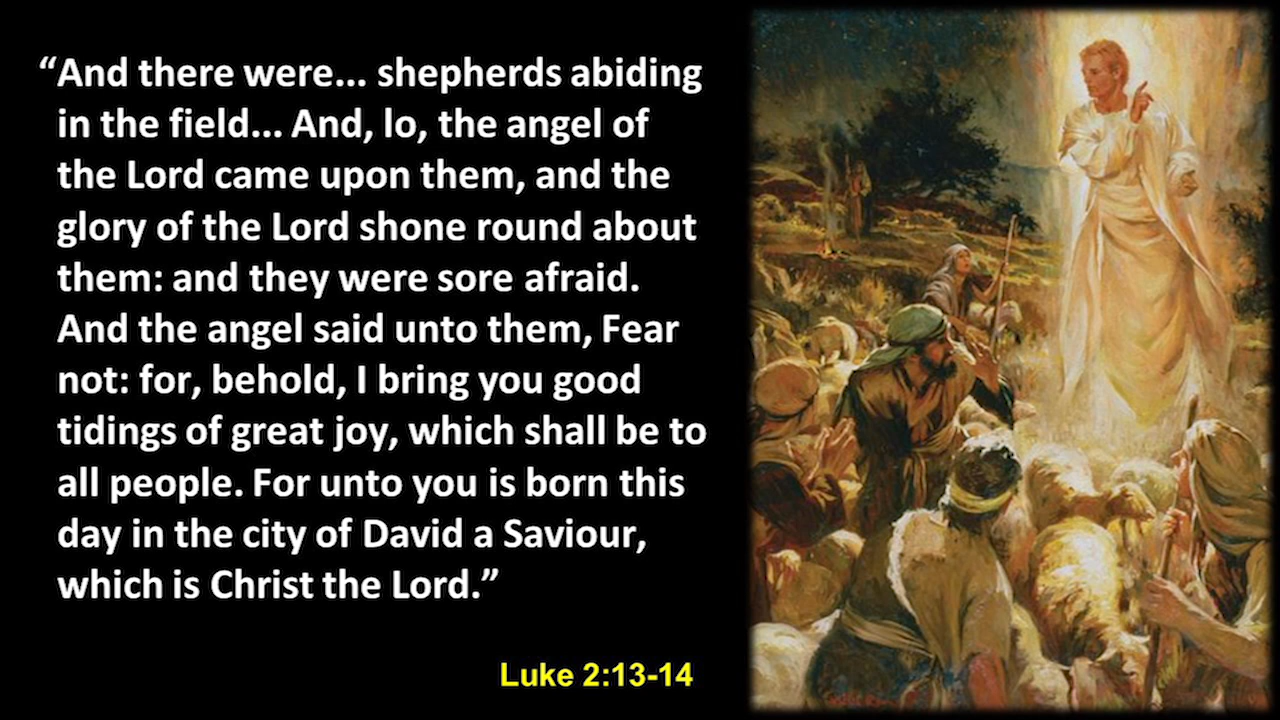 “And there were... shepherds abiding
in the field... And, lo, the angel of
the Lord came upon them, and the
glory of the Lord shone round about
them: and they were sore afraid.
And the angel said unto them, Fear
not: for, behold, I bring you good
tidings of great joy, which shall be to
all people. For unto you is born this
day in the city of David a Saviour,
which is Christ the Lord.”
Luke 2:13-14